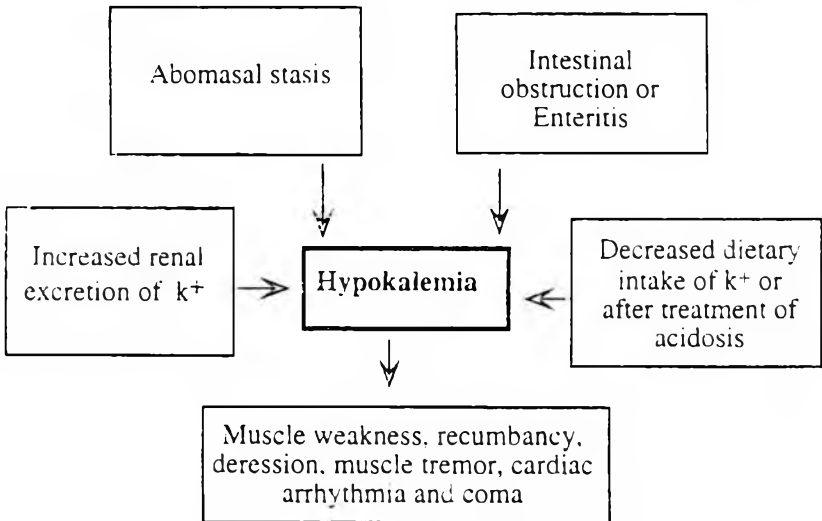 Abomasal stasis
Intestinal
obstruction or
Enteritis
Increased renal
excretion of k+
Hypokalemia
Decreased dietary
intake of k+ or
after treatment of
acidosis
Muscle weakness, recumbancy,
deression, muscle tremor, cardiac
arrhythmia and coma